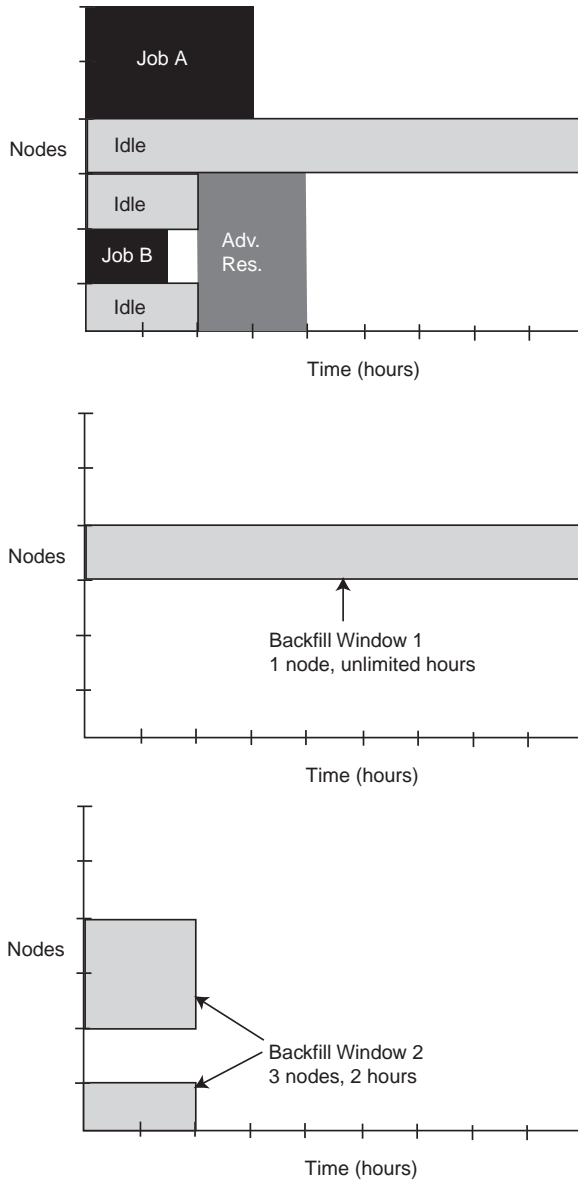 Job A
Nodes
Idle
Idle
Adv.
Res.
Job B
Idle
Time (hours)
Nodes
Backfill Window 1
1 node, unlimited hours
Time (hours)
Nodes
Backfill Window 2
3 nodes, 2 hours
Time (hours)